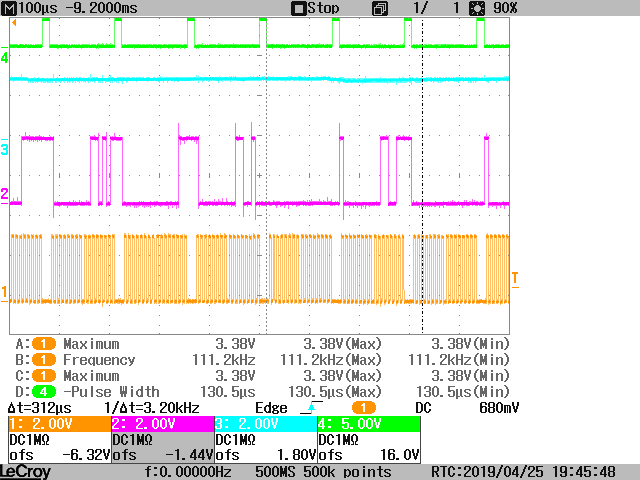 M 100µs -9.2000ms Stop 1/ 1 90%
4
3
2
1
T
A: 1 Maximum 3.38V 3.38V(Max) 3.38V(Min)
B: 1 Frequency 111.2kHz 111.2kHz(Max) 111.2kHz(Min)
C: 1 Maximum 3.38V 3.38V(Max) 3.38V(Min)
D: 4 -Pulse Width 130.5µs 130.5µs(Max) 130.5µs(Min)
Δt=312µs 1/Δt=3.20kHz Edge 1 DC 680mV
1: 2.00V 2: 2.00V 3: 2.00V 4: 5.00V
DC1MΩ DC1MΩ DC1MΩ DC1MΩ
ofs -6.32V ofs -1.44V ofs 1.80V ofs 16.0V
LeCroy f:0.00000Hz 500MS 500k points RTC:2019/04/25 19:45:48